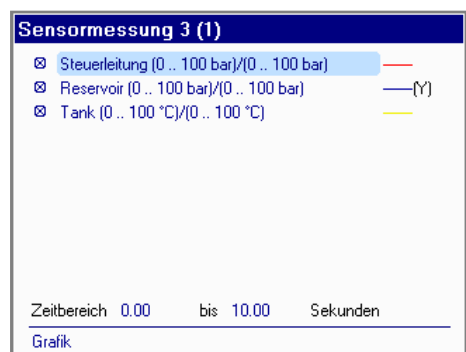 Sensormessung 3 (1)
Steuerleitung (0 .. 100 bar)/(0 .. 100 bar)
Reservoir (0 .. 100 bar)/(0 .. 100 bar) (Y)
Tank (0 .. 100 °C)/(0 .. 100 °C)
Zeitbereich 0.00 bis 10.00 Sekunden
Grafik